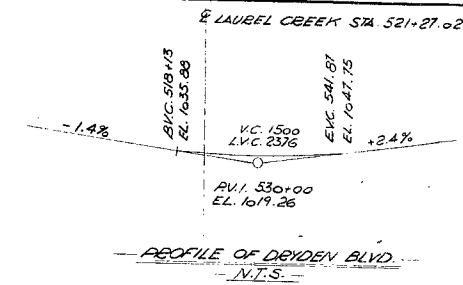 ℄ LAUREL CREEK STA. 521+27.02
B.V.C. 518+13
EL. 1035.88
E.V.C. 541.87
EL. 1047.75
-1.4%
V.C. 1500
L.V.C. 2376
+2.4%
P.V.I. 530+00
EL. 1019.26
PROFILE OF DRYDEN BLVD.
N.T.S.